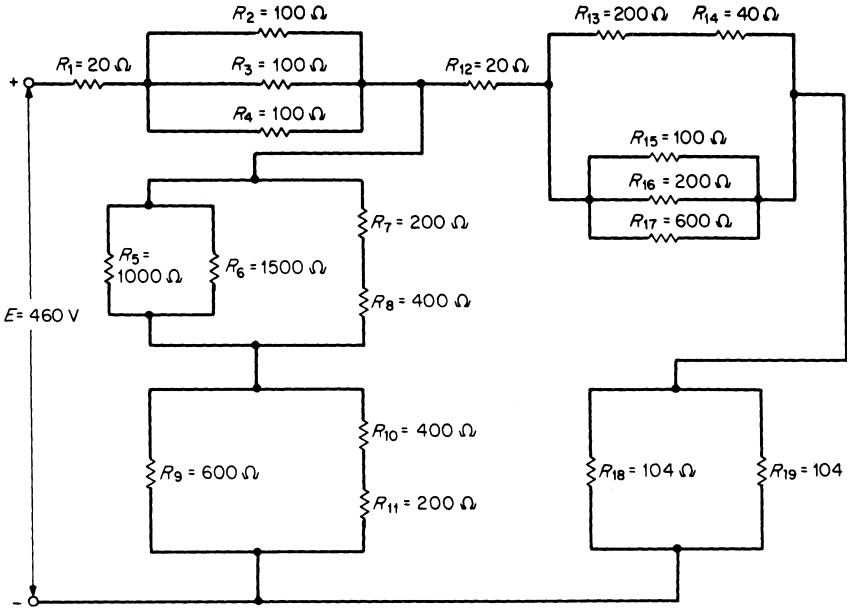 R2 = 100 Ω
R13 = 200 Ω
R14 = 40 Ω
R1 = 20 Ω
R3 = 100 Ω
R12 = 20 Ω
+
R4 = 100 Ω
R15 = 100 Ω
R16 = 200 Ω
R17 = 600 Ω
R7 = 200 Ω
R5 =
1000 Ω
R6 = 1500 Ω
R8 = 400 Ω
E = 460 V
R10 = 400 Ω
R9 = 600 Ω
R18 = 104 Ω
R19 = 104
R11 = 200 Ω
-